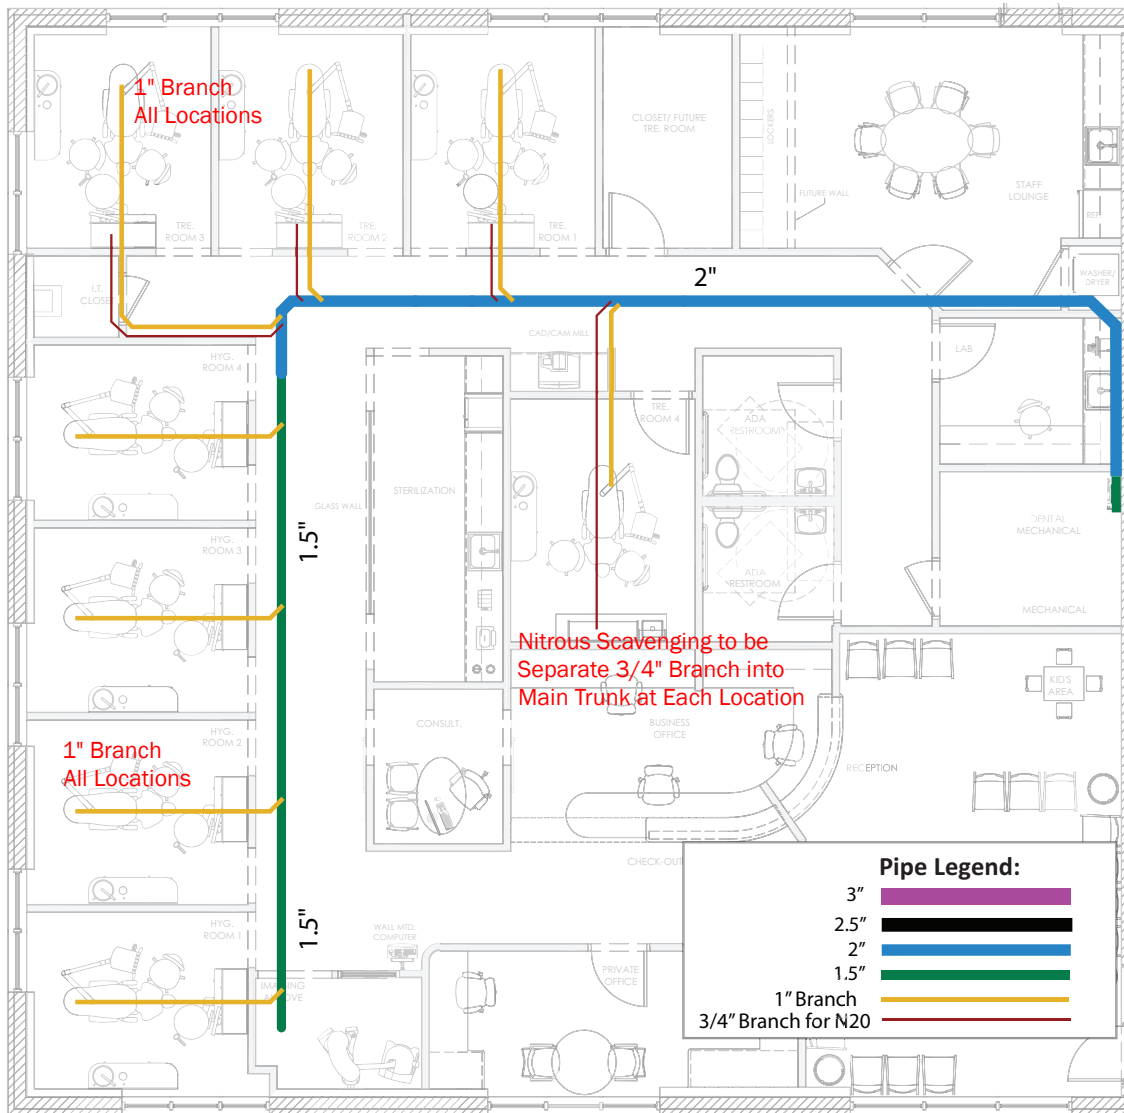 1" Branch
All Locations
CLOSET/ FUTURE
TRE. ROOM
LOCKERS
FUTURE WALL
STAFF
LOUNGE
REF.
TRE.
ROOM 3
TRE.
ROOM 2
TRE.
ROOM 1
I.T.
CLOSET
2"
WASHER/
DRYER
CAD/CAM MILL
LAB
HYG.
ROOM 4
TRE.
ROOM 4
ADA
RESTROOM
STERILIZATION
GLASS WALL
1.5"
DENTAL
MECHANICAL
HYG.
ROOM 3
ADA
RESTROOM
MECHANICAL
Nitrous Scavenging to be
Separate 3/4" Branch into
Main Trunk at Each Location
KID'S
AREA
HYG.
ROOM 2
1" Branch
All Locations
CONSULT.
BUSINESS
OFFICE
RECEPTION
CHECK-OUT
HYG.
ROOM 1
1.5"
WALL MTD.
COMPUTER
PRIVATE
OFFICE
Pipe Legend:
3”
2.5”
2”
1.5”
1” Branch
3/4” Branch for N20